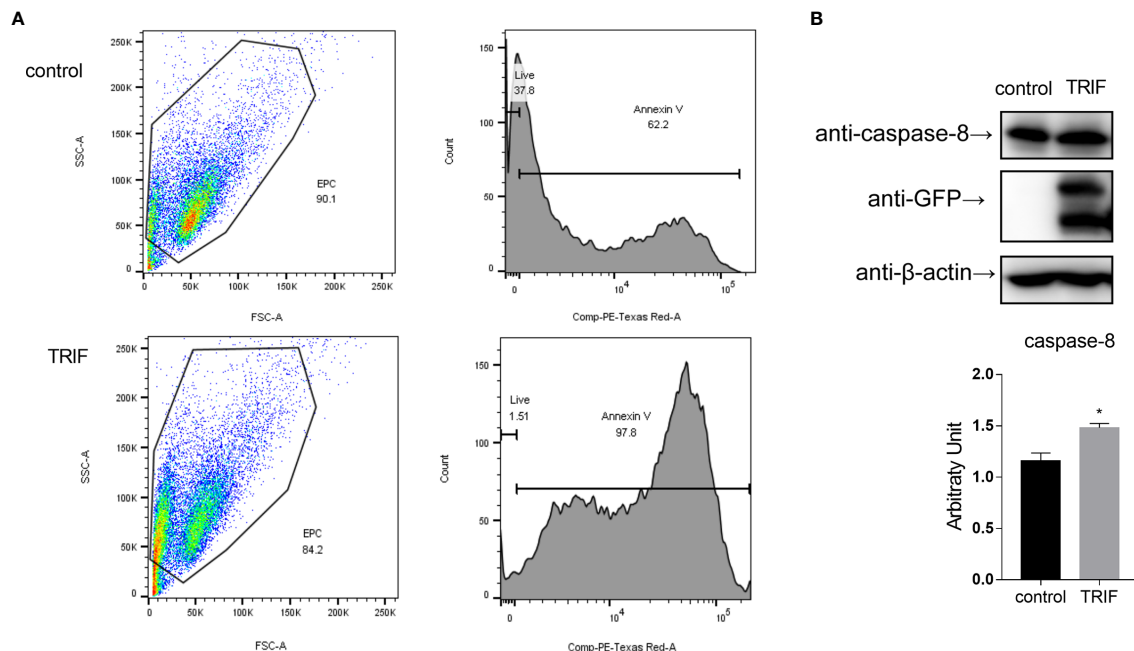 A
control
250K
200K
150K
100K
50K
0
SSC-A
EPC
90.1
0 50K 100K 150K 200K 250K
FSC-A
150
100
50
0
Count
Live
37.8
Annexin V
62.2
0 10^4 10^5
Comp-PE-Texas Red-A
TRIF
250K
200K
150K
100K
50K
0
SSC-A
EPC
84.2
0 50K 100K 150K 200K 250K
FSC-A
150
100
50
0
Count
Live
1.51
Annexin V
97.8
0 10^4 10^5
Comp-PE-Texas Red-A
B
control TRIF
anti-caspase-8→
anti-GFP→
anti-β-actin→
caspase-8
2.0
1.5
1.0
0.5
0.0
Arbitraty Unit
*
control TRIF